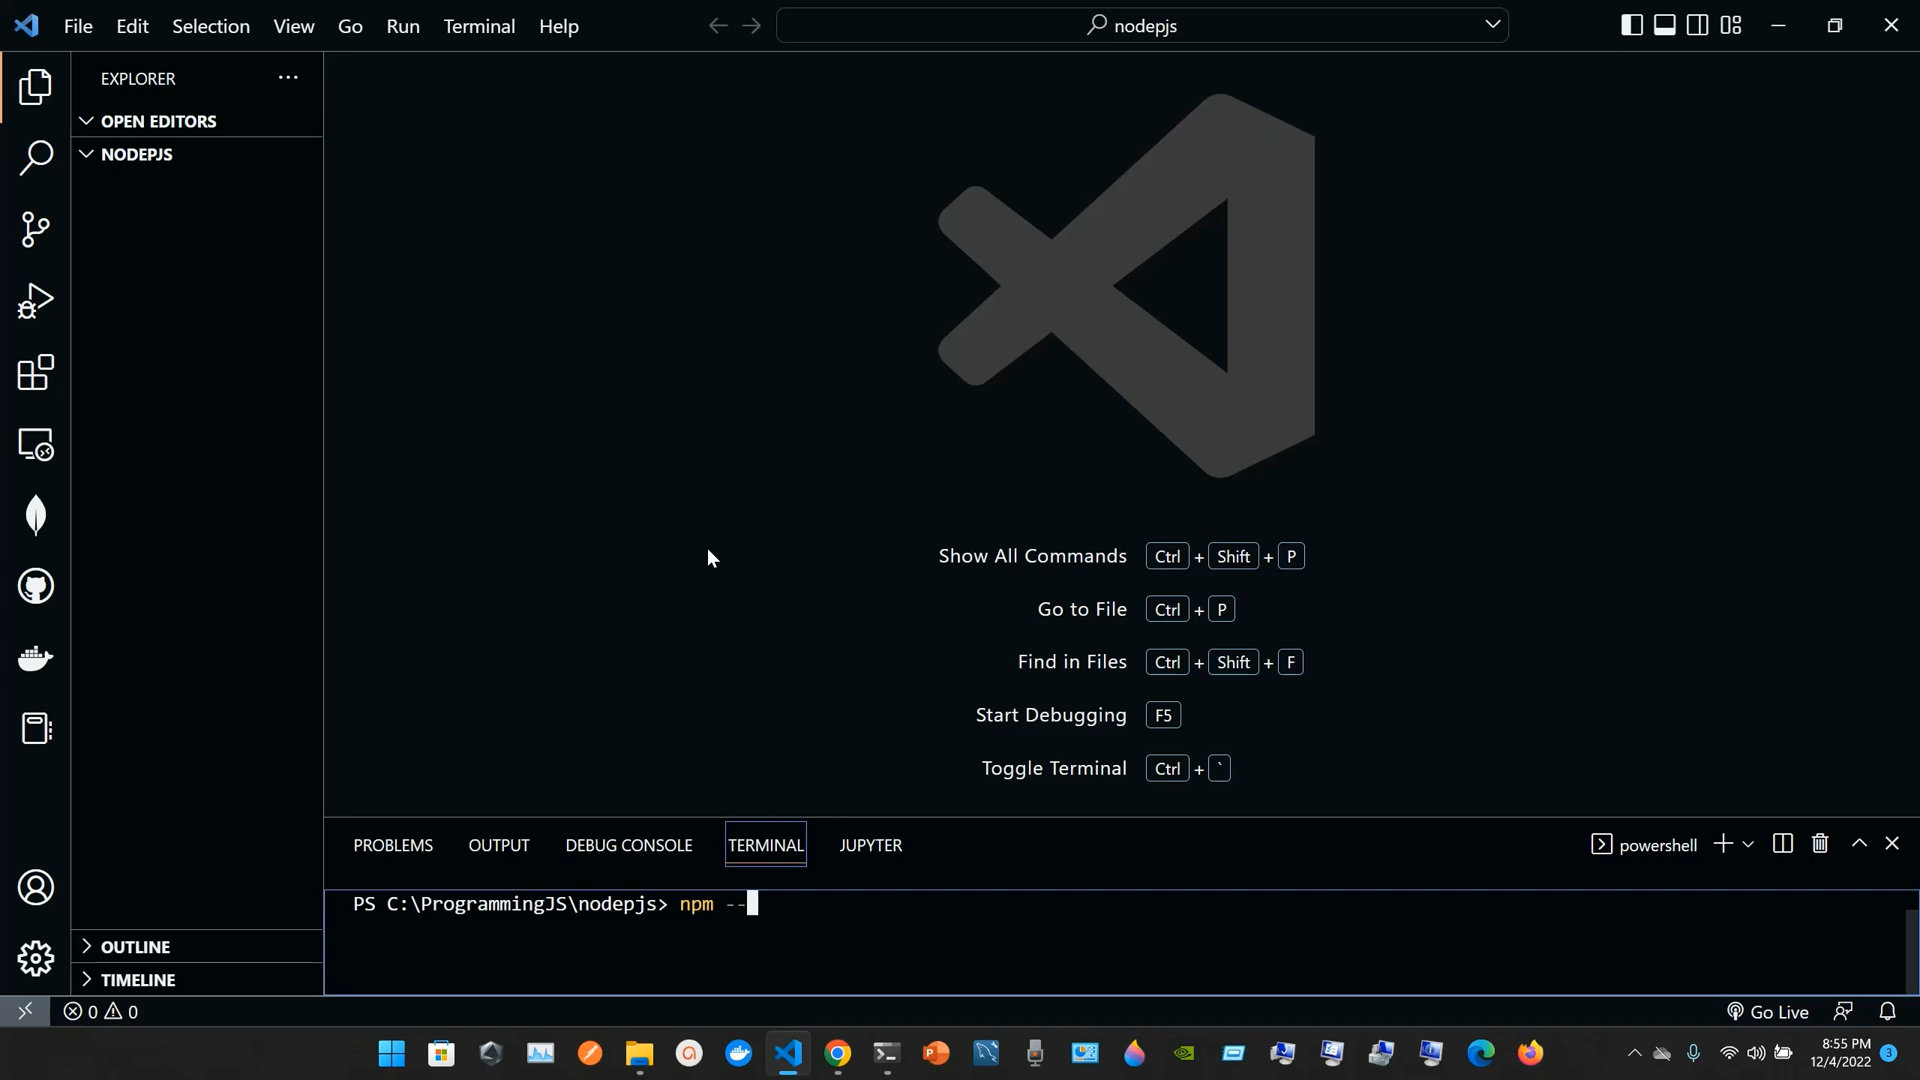 File Edit Selection View Go Run Terminal Help
nodepjs
EXPLORER
OPEN EDITORS
NODEPJS
Show All Commands Ctrl + Shift + P
Go to File Ctrl + P
Find in Files Ctrl + Shift + F
Start Debugging F5
Toggle Terminal Ctrl + `
PROBLEMS OUTPUT DEBUG CONSOLE TERMINAL JUPYTER
powershell
PS C:\ProgrammingJS\nodepjs> npm --
OUTLINE
TIMELINE
0 0
Go Live
8:55 PM
12/4/2022
3